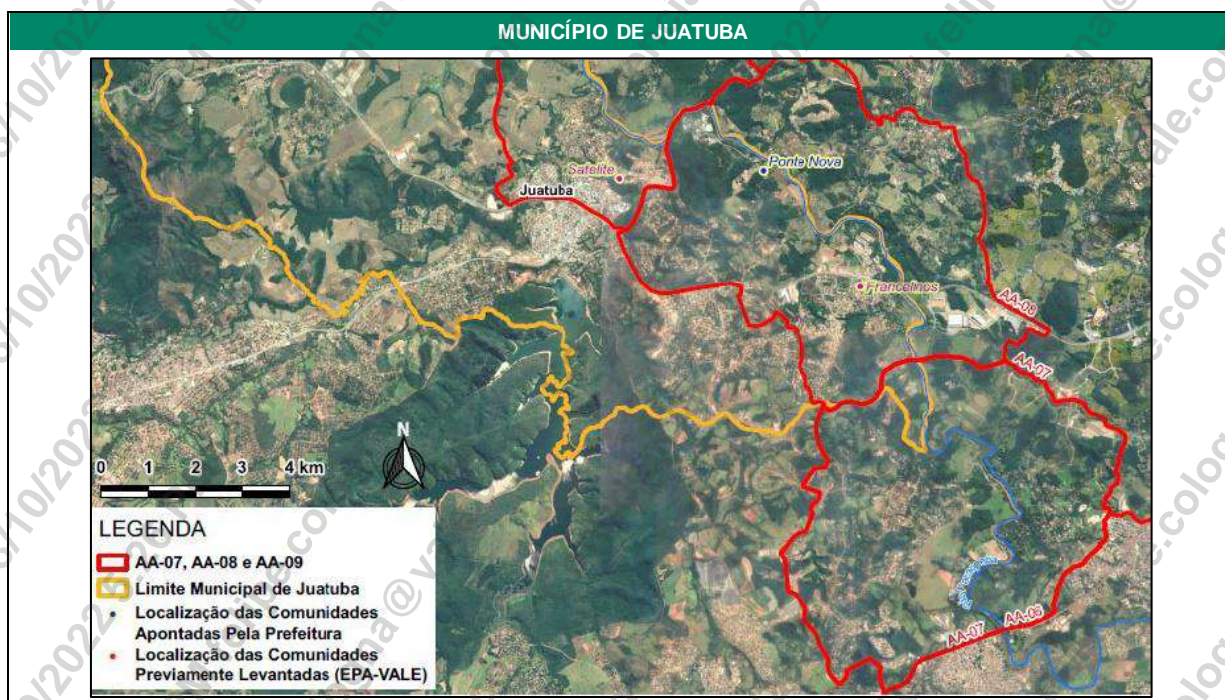 MUNICÍPIO DE JUATUBA
Satélite
Ponte Nova
Juatuba
Francelinos
AA-08
AA-07
N
0 1 2 3 4 km
LEGENDA
AA-07, AA-08 e AA-09
Limite Municipal de Juatuba
Localização das Comunidades
Apontadas Pela Prefeitura
Localização das Comunidades
Previamente Levantadas (EPA-VALE)
AA-07
AA-06